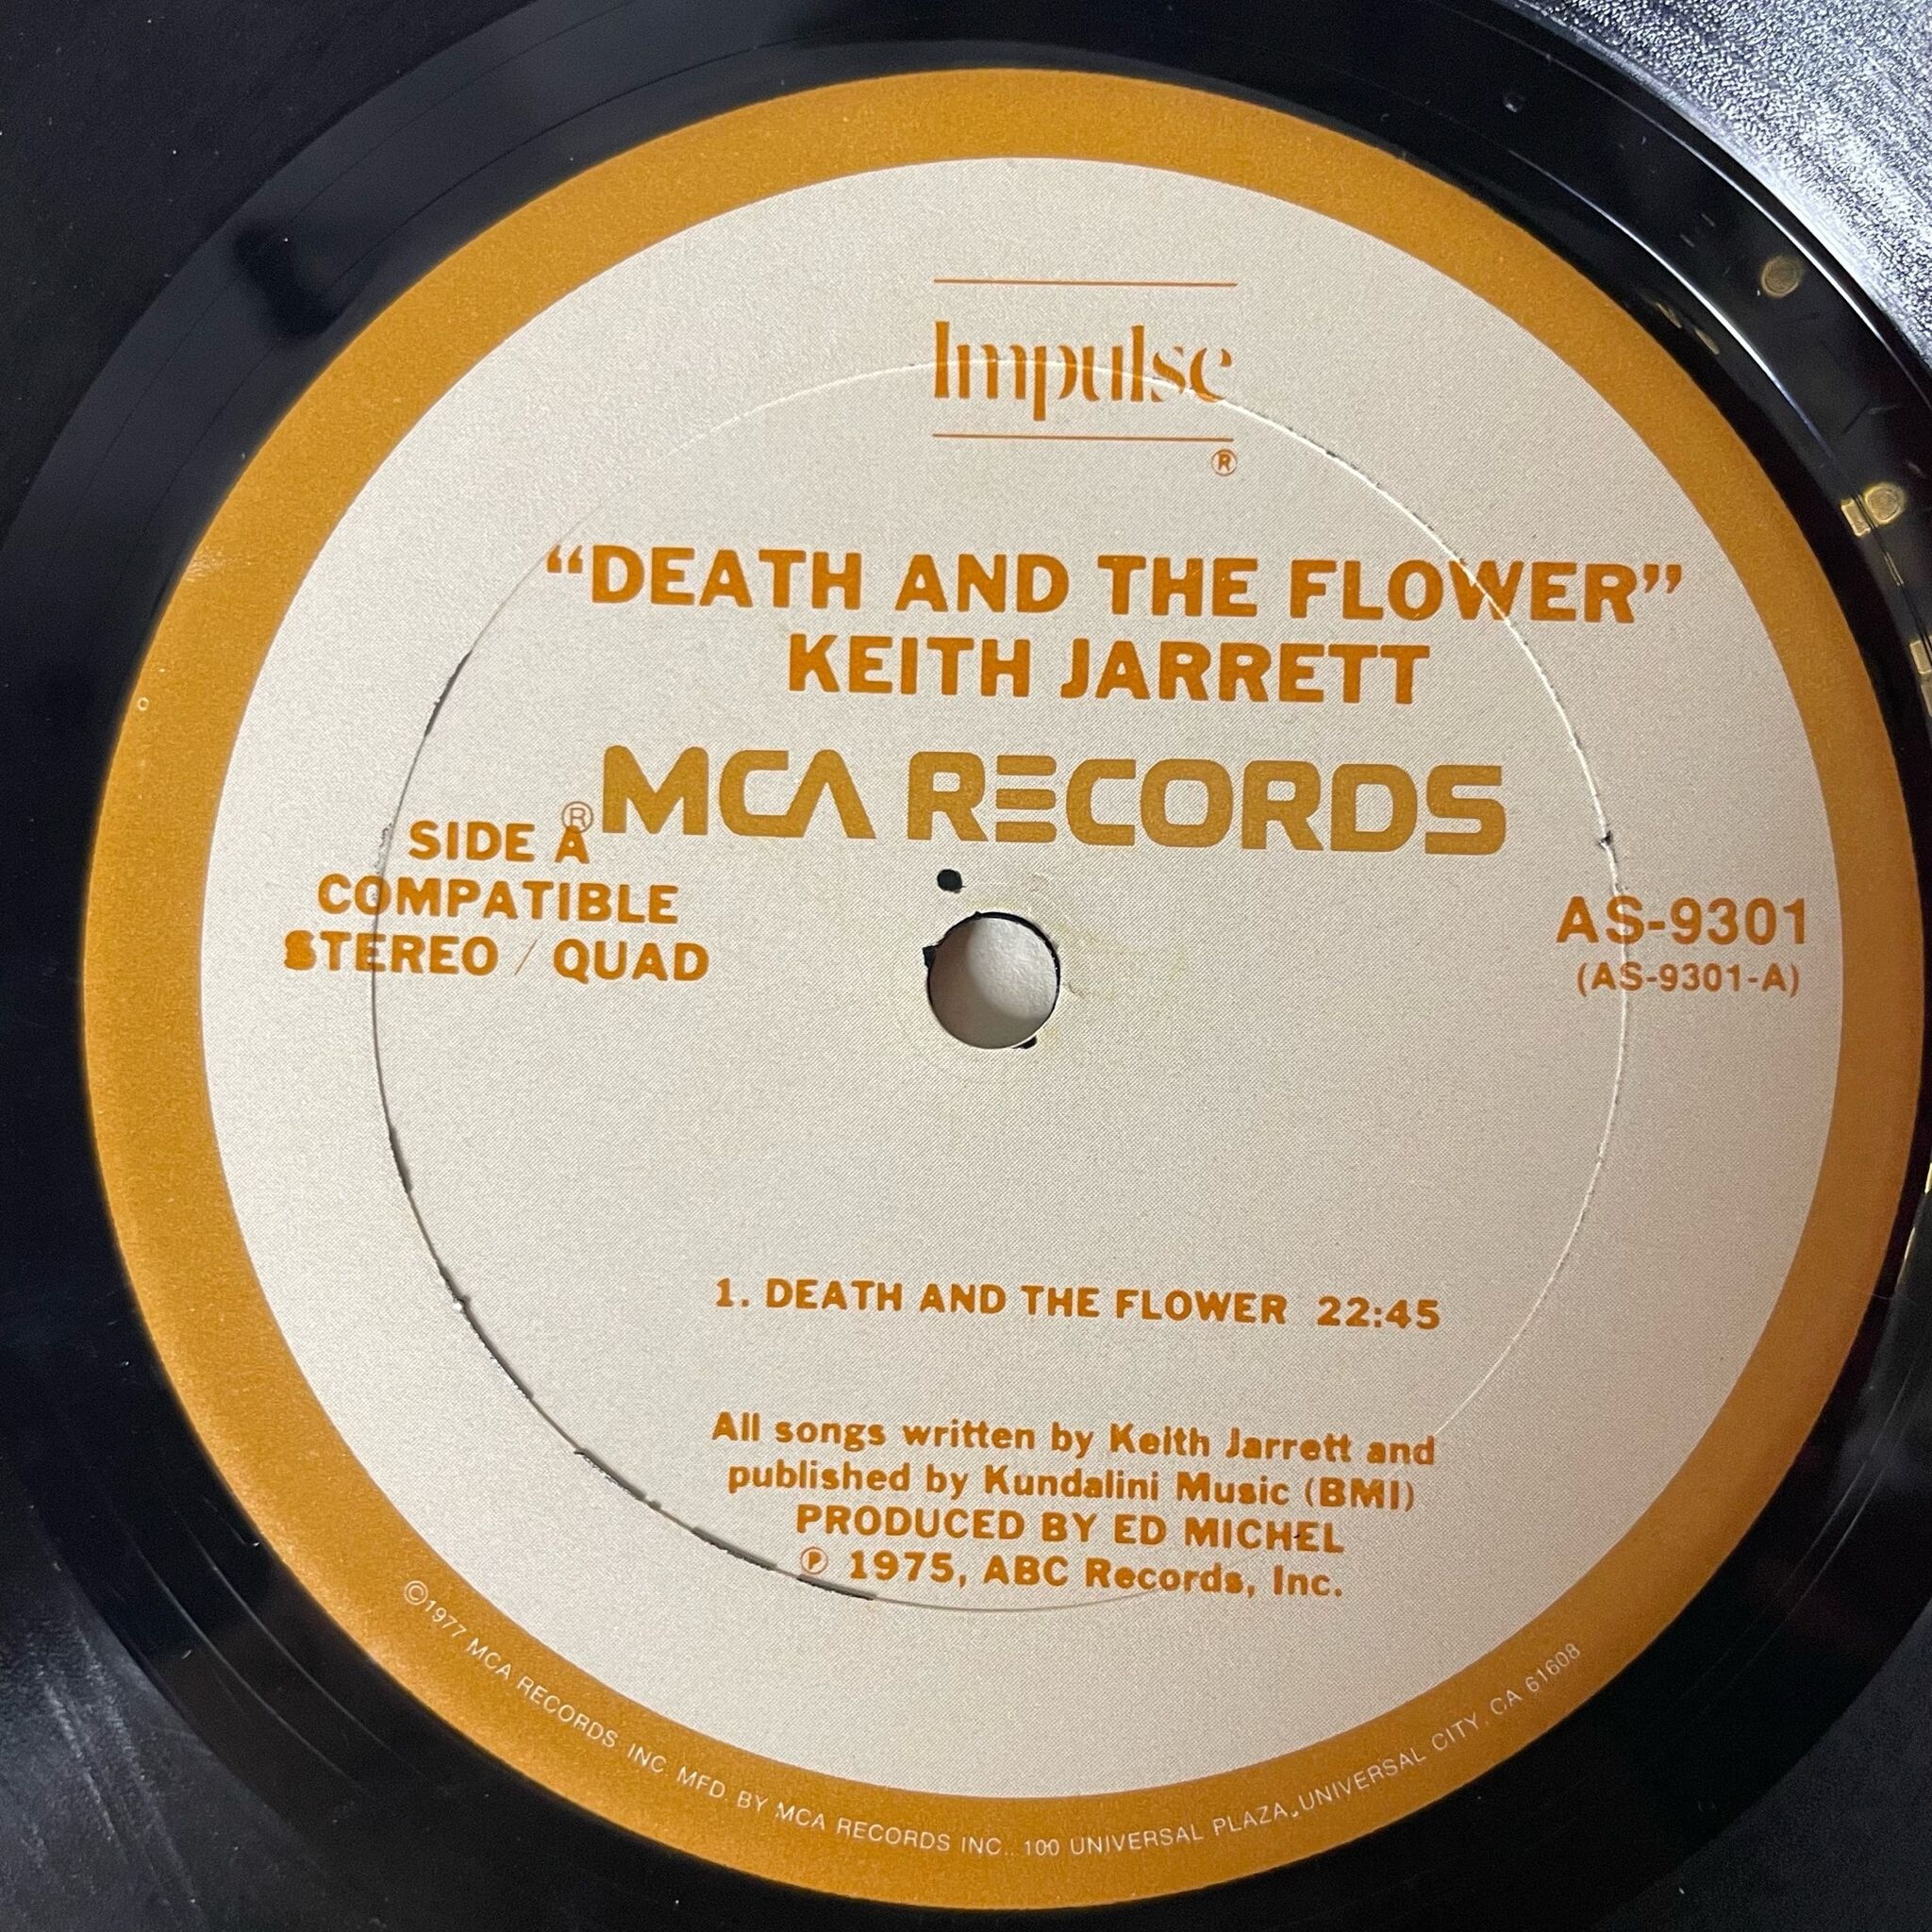 Impulse
®
“DEATH AND THE FLOWER”
KEITH JARRETT
®MCA RECORDS
SIDE A
COMPATIBLE
STEREO / QUAD
AS-9301
(AS-9301-A)
1. DEATH AND THE FLOWER 22:45
All songs written by Keith Jarrett and
published by Kundalini Music (BMI)
PRODUCED BY ED MICHEL
℗ 1975, ABC Records, Inc.
©1977 MCA RECORDS INC. MFD. BY MCA RECORDS INC., 100 UNIVERSAL PLAZA, UNIVERSAL CITY, CA 61608